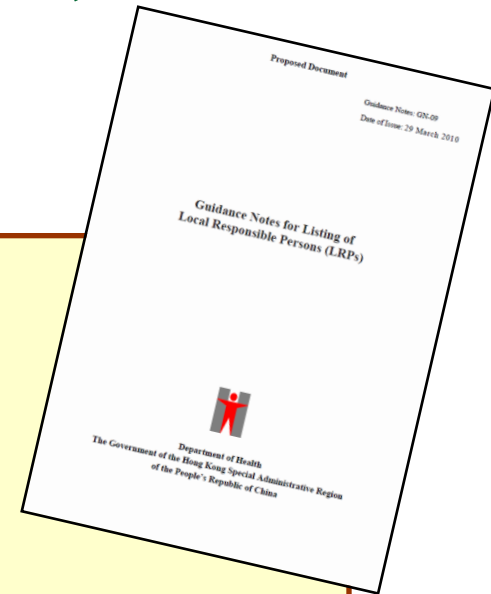 Proposed Document
Guidance Notes: GN-09
Date of Issue: 29 March 2010
Guidance Notes for Listing of
Local Responsible Persons (LRPs)
Department of Health
The Government of the Hong Kong Special Administrative Region
of the People's Republic of China